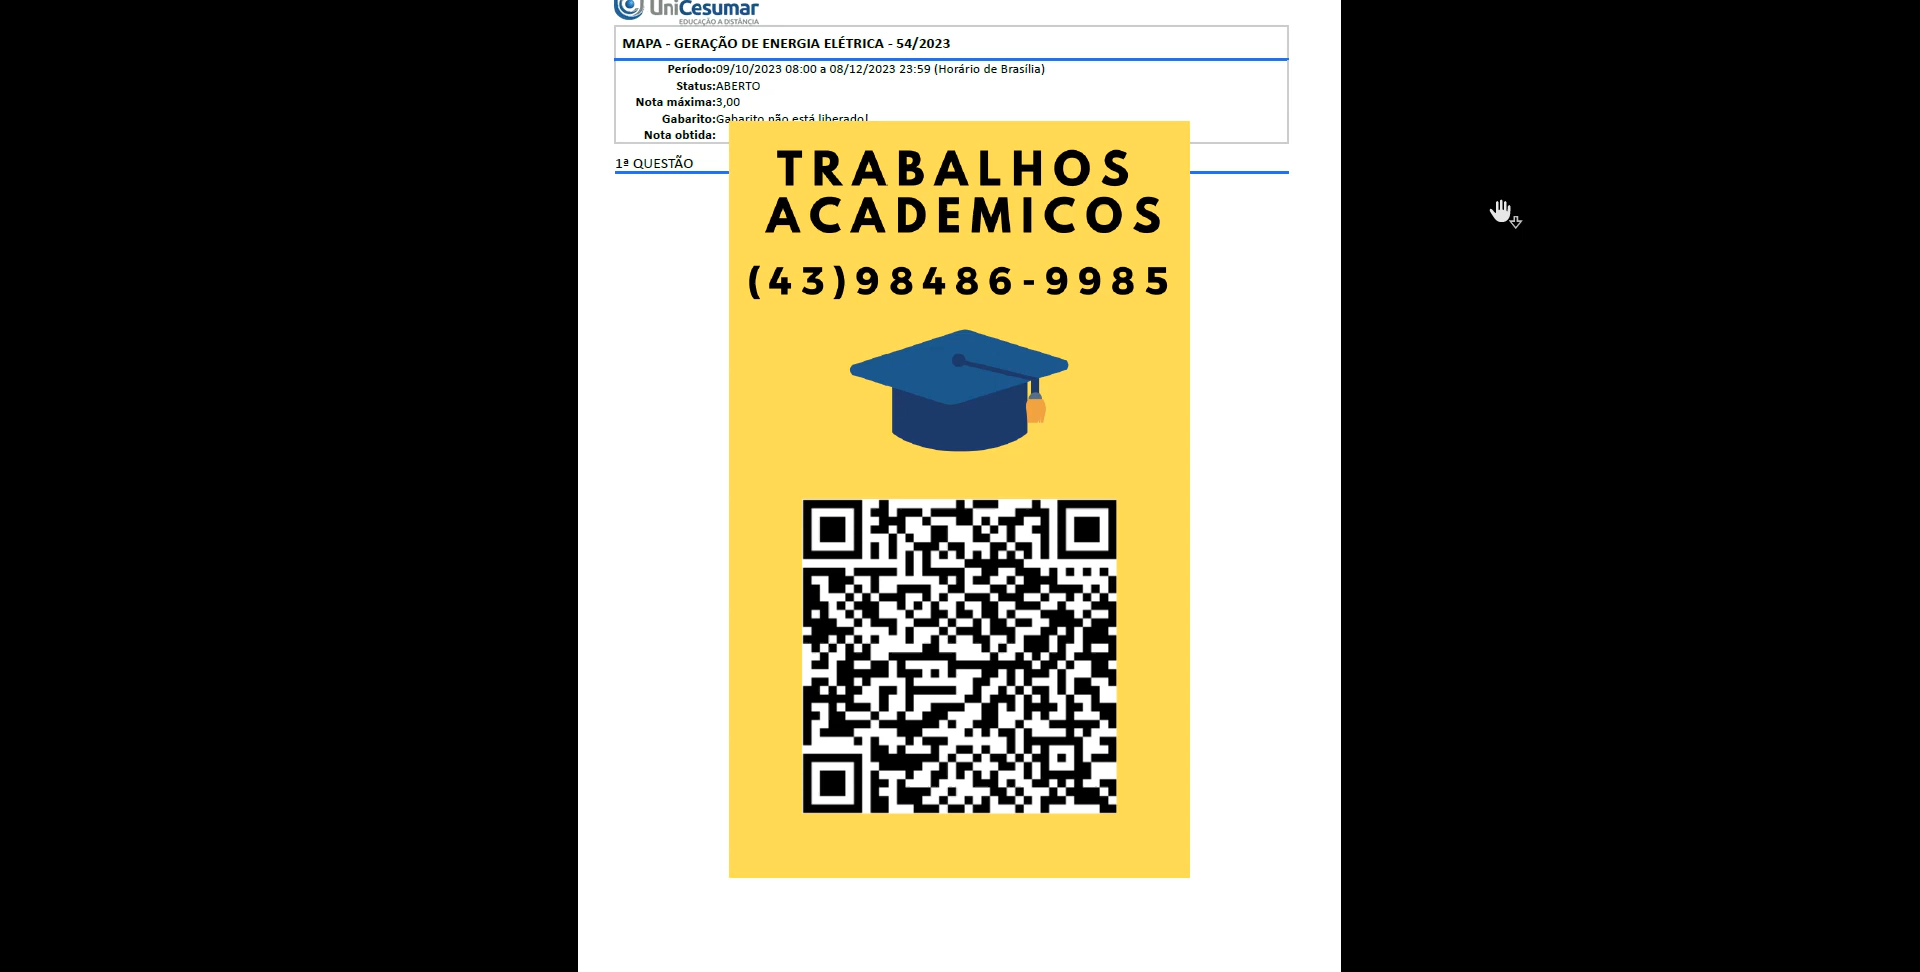 UniCesumar
EDUCAÇÃO A DISTÂNCIA
MAPA - GERAÇÃO DE ENERGIA ELÉTRICA - 54/2023
Período:09/10/2023 08:00 a 08/12/2023 23:59 (Horário de Brasília)
Status:ABERTO
Nota máxima:3,00
Gabarito:Gabarito não está liberado!
Nota obtida:
1ª QUESTÃO
TRABALHOS
ACADEMICOS
(43)98486-9985